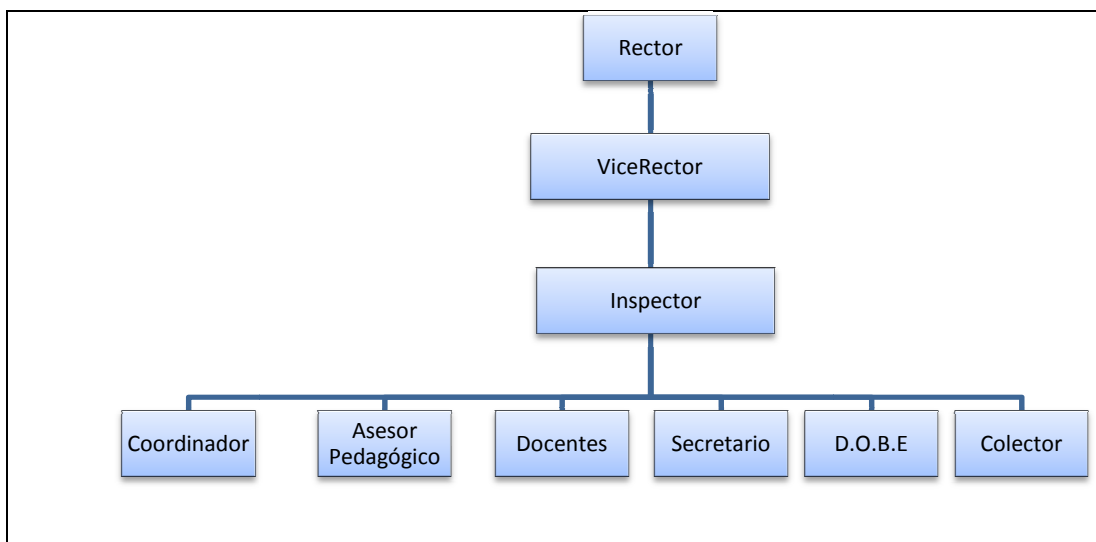 Rector
ViceRector
Inspector
Coordinador
Asesor
Pedagógico
Docentes
Secretario
D.O.B.E
Colector